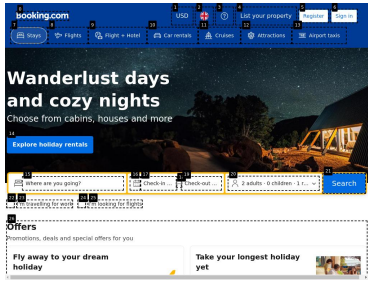 booking.com
USD
List your property
Register
Sign in
Stays
Flights
Flight + Hotel
Car rentals
Cruises
Attractions
Airport taxis
Wanderlust days
and cozy nights
Choose from cabins, houses and more
Explore holiday rentals
Where are you going?
Check-in ...
Check-out ...
2 adults · 0 children · 1 r...
Search
I'm travelling for work
I'm looking for flights
Offers
Promotions, deals and special offers for you
Fly away to your dream
holiday
Take your longest holiday
yet